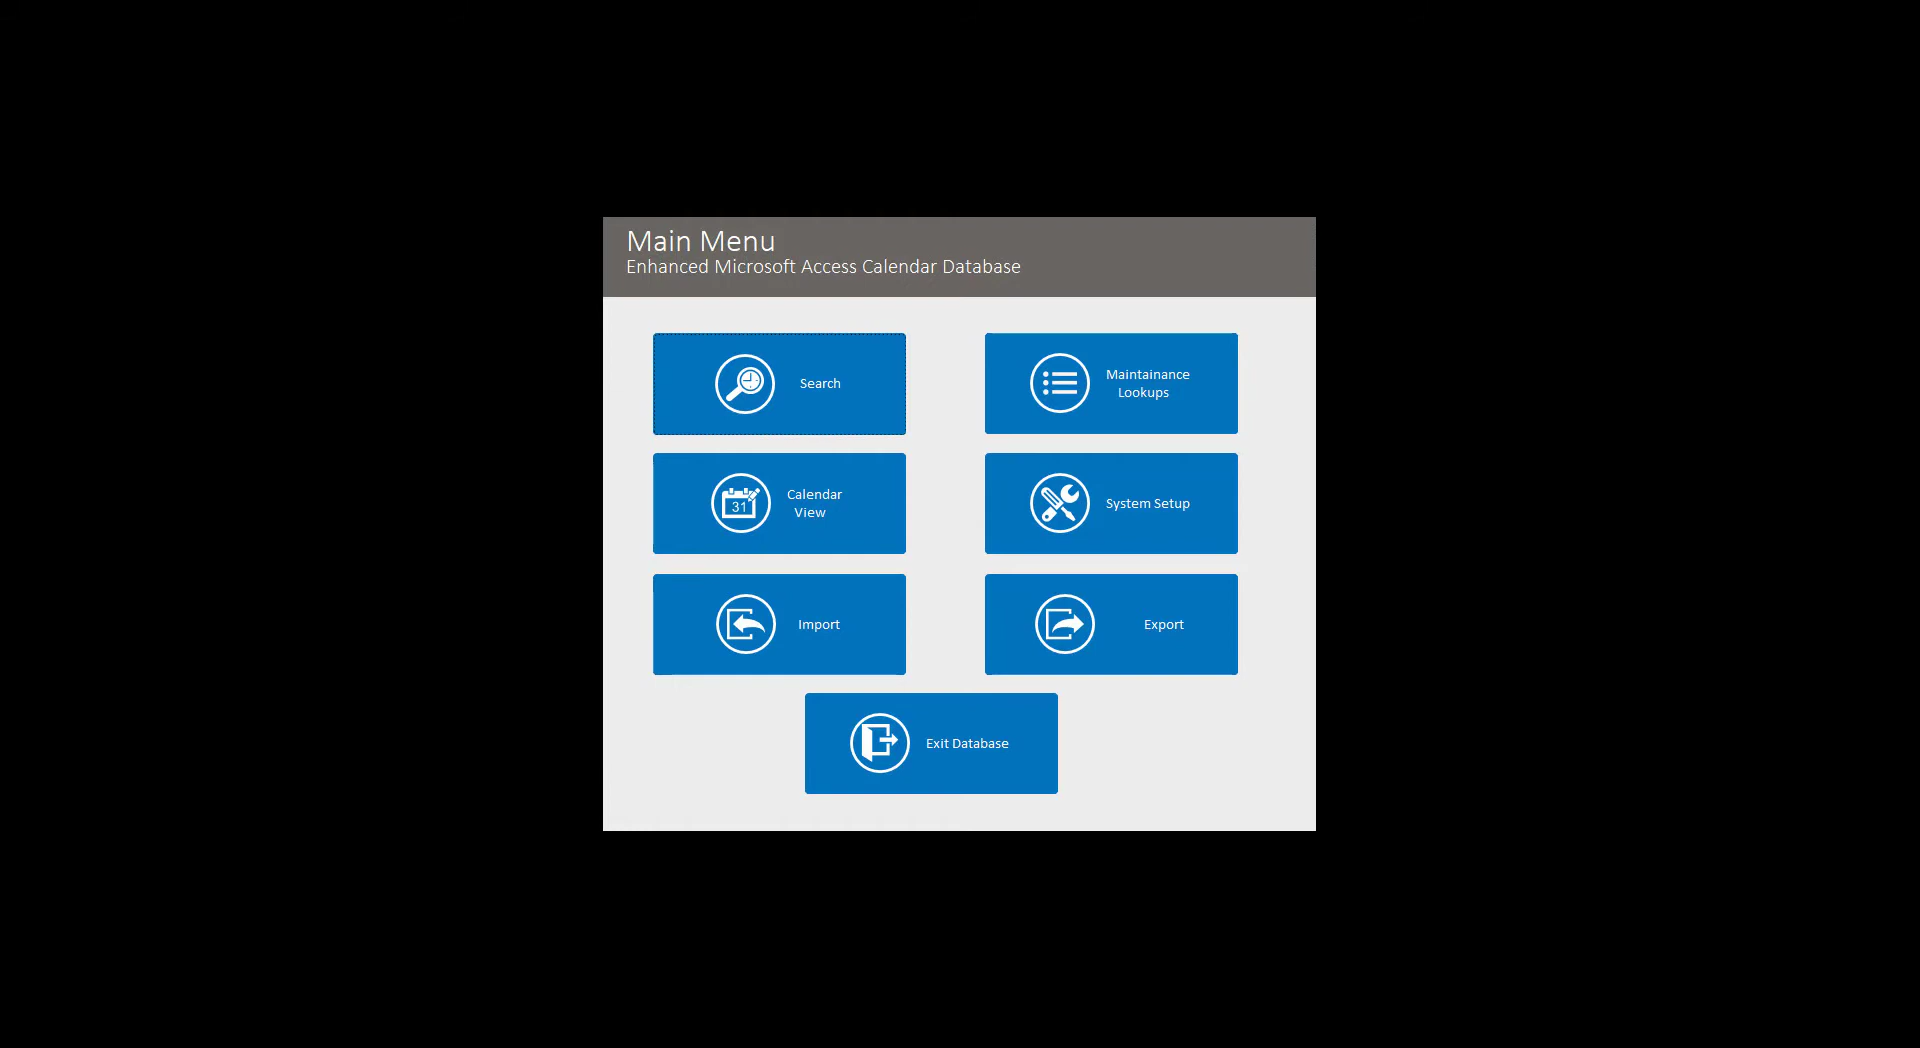 Main Menu
Enhanced Microsoft Access Calendar Database
Search
Maintainance
Lookups
31
Calendar
View
System Setup
Import
Export
Exit Database